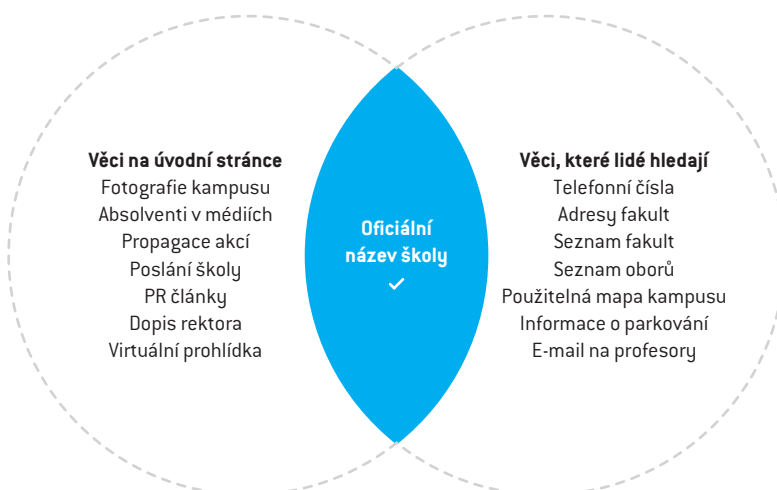 Věci na úvodní stránce
Fotografie kampusu
Absolventi v médiích
Propagace akcí
Poslání školy
PR články
Dopis rektora
Virtuální prohlídka
Oficiální
název školy
Věci, které lidé hledají
Telefonní čísla
Adresy fakult
Seznam fakult
Seznam oborů
Použitelná mapa kampusu
Informace o parkování
E-mail na profesory